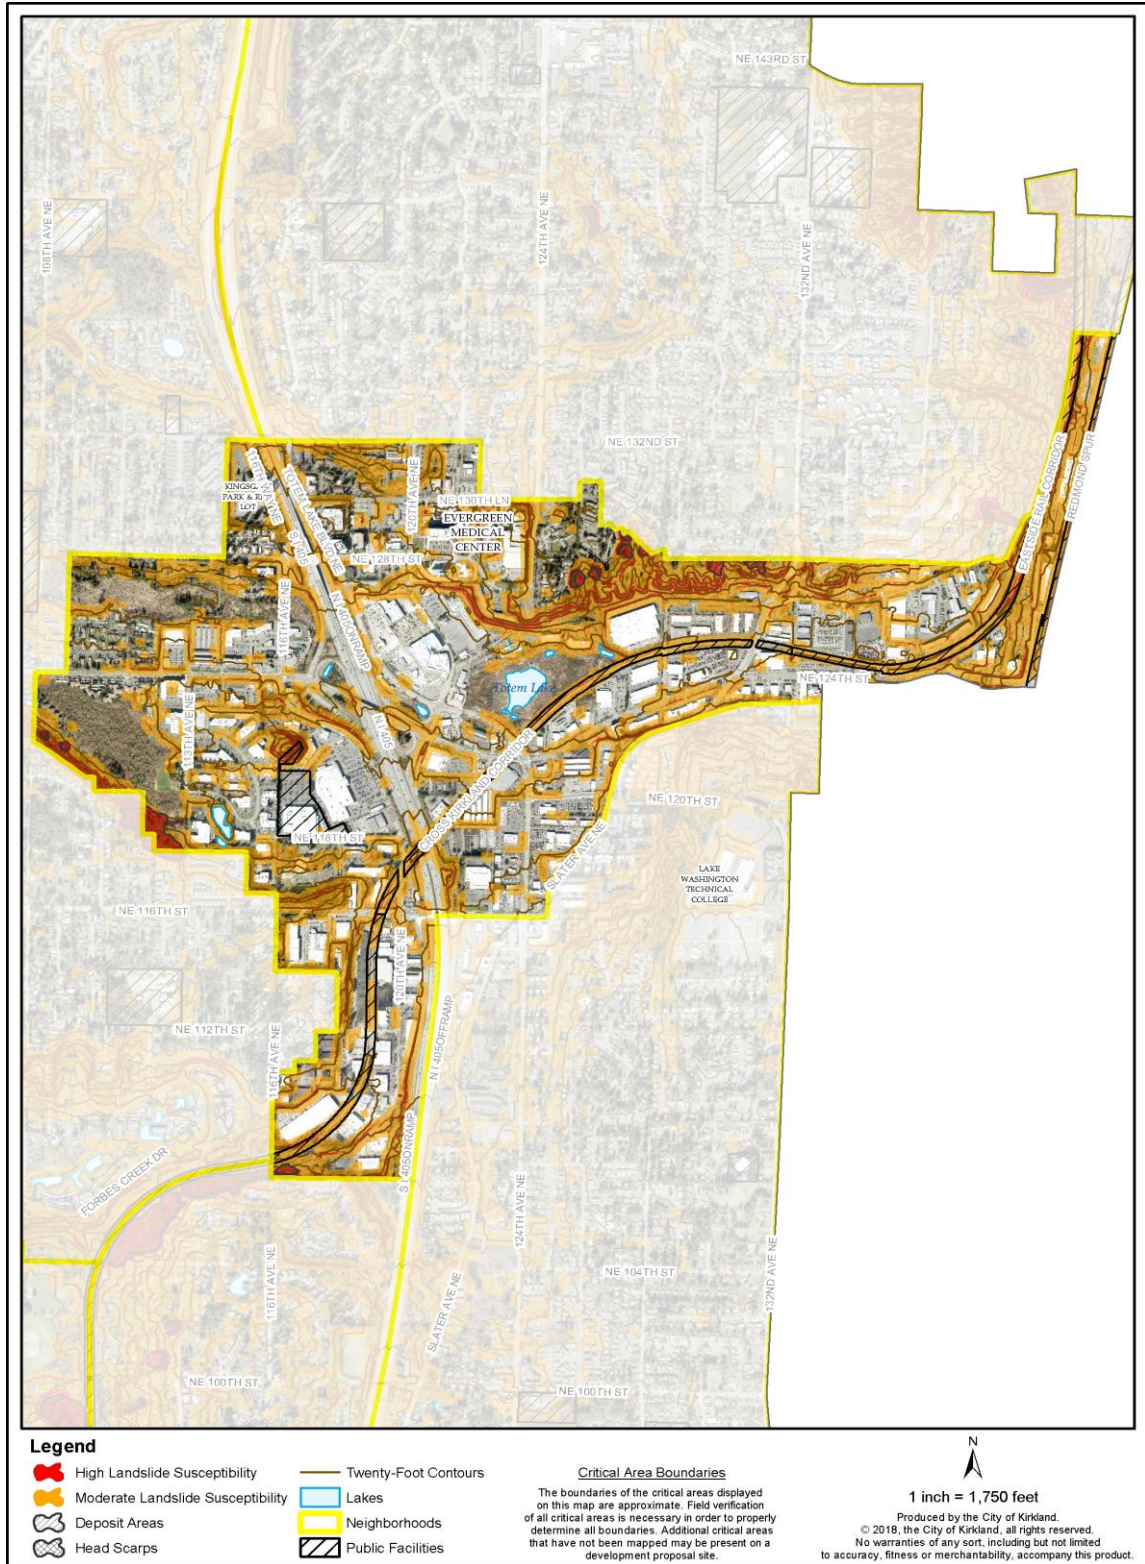 NE 143RD ST
108TH AVE NE
124TH AVE NE
132ND AVE NE
NE 132ND ST
EASTSIDE RAIL CORRIDOR
REDMOND SPUR
116TH WAY NE
TOTEM LAKE BLVD NE
120TH AVE NE
NE 130TH LN
PARK & R
LOT
EVERGREEN
MEDICAL
CENTER
S I 405
NE 128TH ST
116TH AVE NE
N I 405ONRAMP
Totem Lake
NE 124TH ST
N I 405
113TH AVE NE
CROSS KIRKLAND CORRIDOR
NE 120TH ST
NE 118TH ST
SLATER AVE NE
LAKE
WASHINGTON
TECHNICAL
COLLEGE
NE 116TH ST
120TH AVE NE
NE 112TH ST
116TH AVE NE
N I 405OFFRAMP
S I 405ONRAMP
FORBES CREEK DR
124TH AVE NE
132ND AVE NE
116TH AVE NE
NE 104TH ST
SLATER AVE NE
NE 100TH ST
NE 100TH ST
Legend
High Landslide Susceptibility
Moderate Landslide Susceptibility
Deposit Areas
Head Scarps
Twenty-Foot Contours
Lakes
Neighborhoods
Public Facilities
Critical Area Boundaries
The boundaries of the critical areas displayed
on this map are approximate. Field verification
of all critical areas is necessary in order to properly
determine all boundaries. Additional critical areas
that have not been mapped may be present on a
development proposal site.
N
1 inch = 1,750 feet
Produced by the City of Kirkland.
© 2018, the City of Kirkland, all rights reserved.
No warranties of any sort, including but not limited
to accuracy, fitness or merchantability, accompany this product.